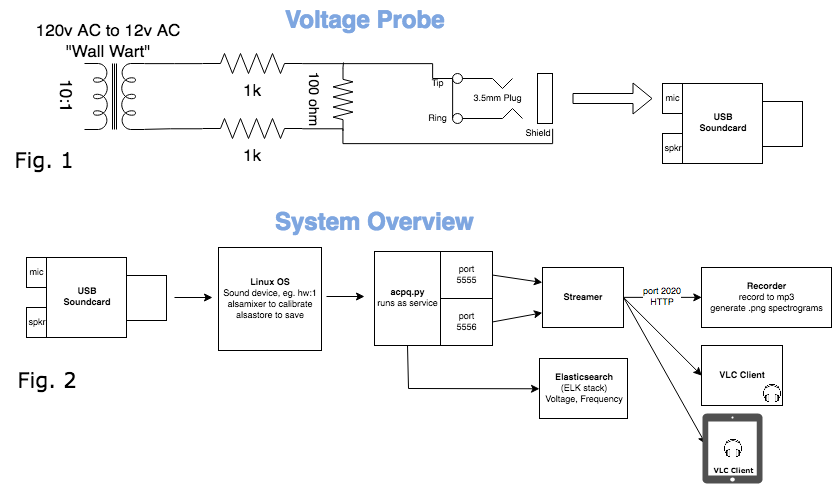 Voltage Probe
120v AC to 12v AC
"Wall Wart"
10:1
1k
1k
100 ohm
Tip
Ring
3.5mm Plug
Shield
mic
spkr
USB
Soundcard
Fig. 1
System Overview
mic
spkr
USB
Soundcard
Linux OS
Sound device, eg. hw:1
alsamixer to calibrate
alsastore to save
acpq.py
runs as service
port
5555
port
5556
Streamer
port 2020
HTTP
Recorder
record to mp3
generate .png spectrograms
Elasticsearch
(ELK stack)
Voltage, Frequency
VLC Client
VLC Client
Fig. 2